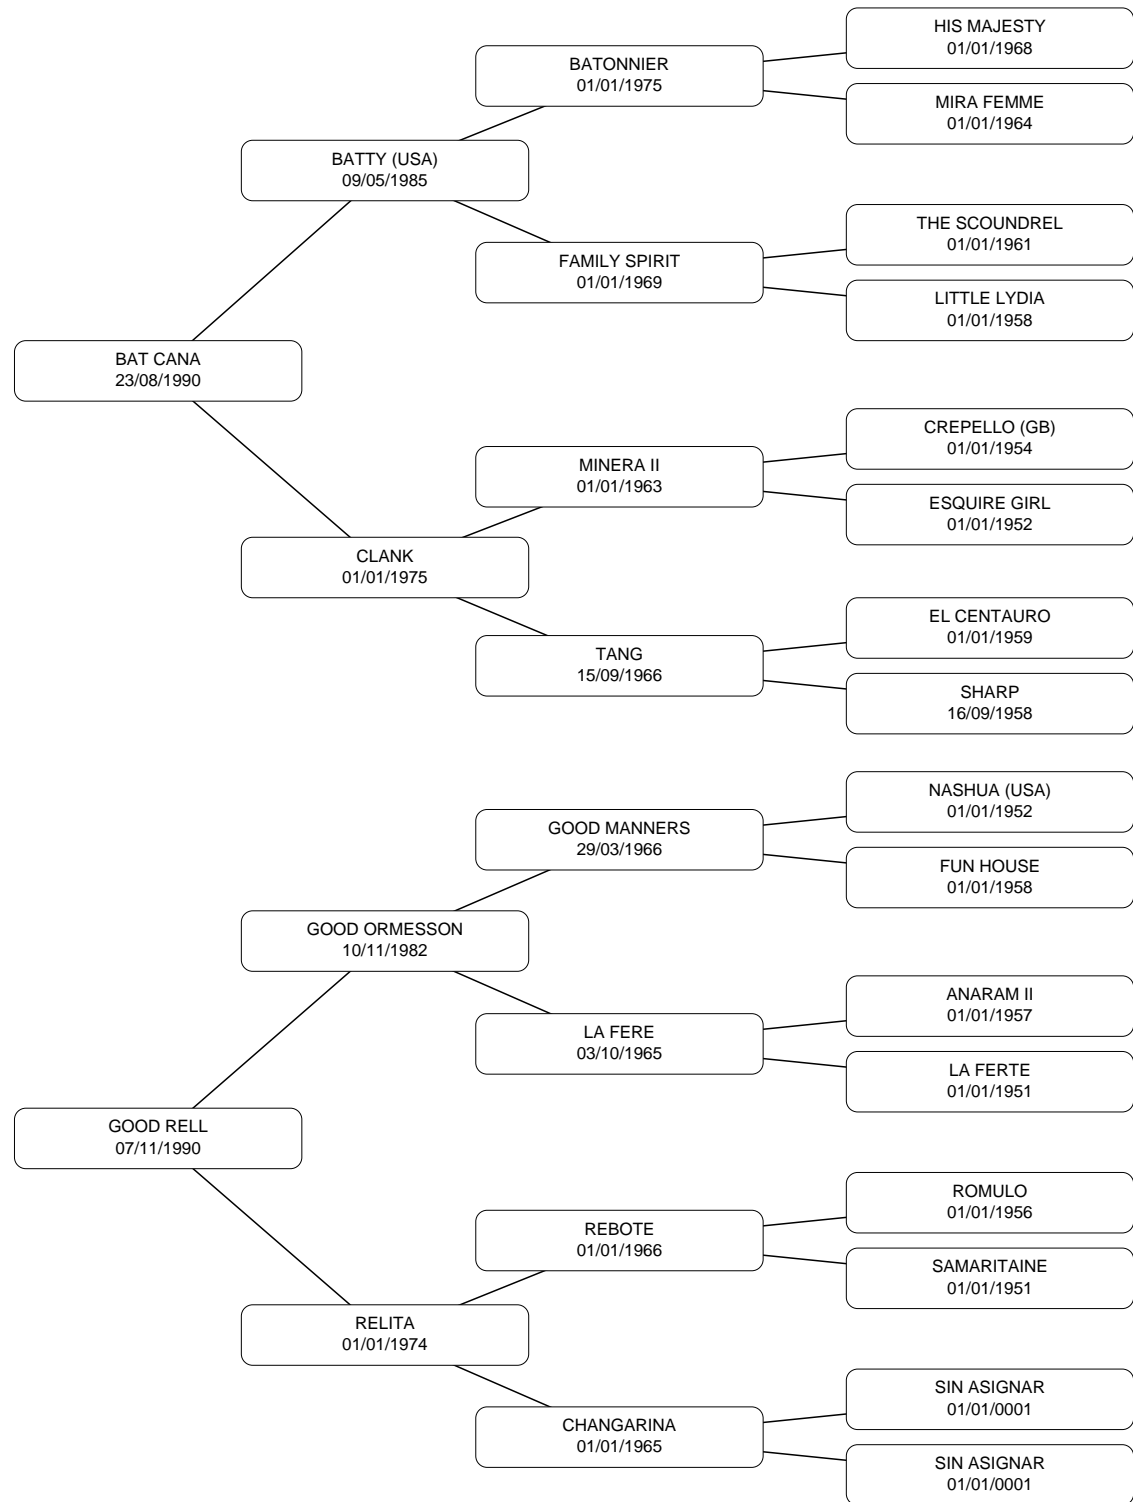 HIS MAJESTY
01/01/1968
BATONNIER
01/01/1975
MIRA FEMME
01/01/1964
BATTY (USA)
09/05/1985
THE SCOUNDREL
01/01/1961
FAMILY SPIRIT
01/01/1969
LITTLE LYDIA
01/01/1958
BAT CANA
23/08/1990
CREPELLO (GB)
01/01/1954
MINERA II
01/01/1963
ESQUIRE GIRL
01/01/1952
CLANK
01/01/1975
EL CENTAURO
01/01/1959
TANG
15/09/1966
SHARP
16/09/1958
NASHUA (USA)
01/01/1952
GOOD MANNERS
29/03/1966
FUN HOUSE
01/01/1958
GOOD ORMESSON
10/11/1982
ANARAM II
01/01/1957
LA FERE
03/10/1965
LA FERTE
01/01/1951
GOOD RELL
07/11/1990
ROMULO
01/01/1956
REBOTE
01/01/1966
SAMARITAINE
01/01/1951
RELITA
01/01/1974
SIN ASIGNAR
01/01/0001
CHANGARINA
01/01/1965
SIN ASIGNAR
01/01/0001